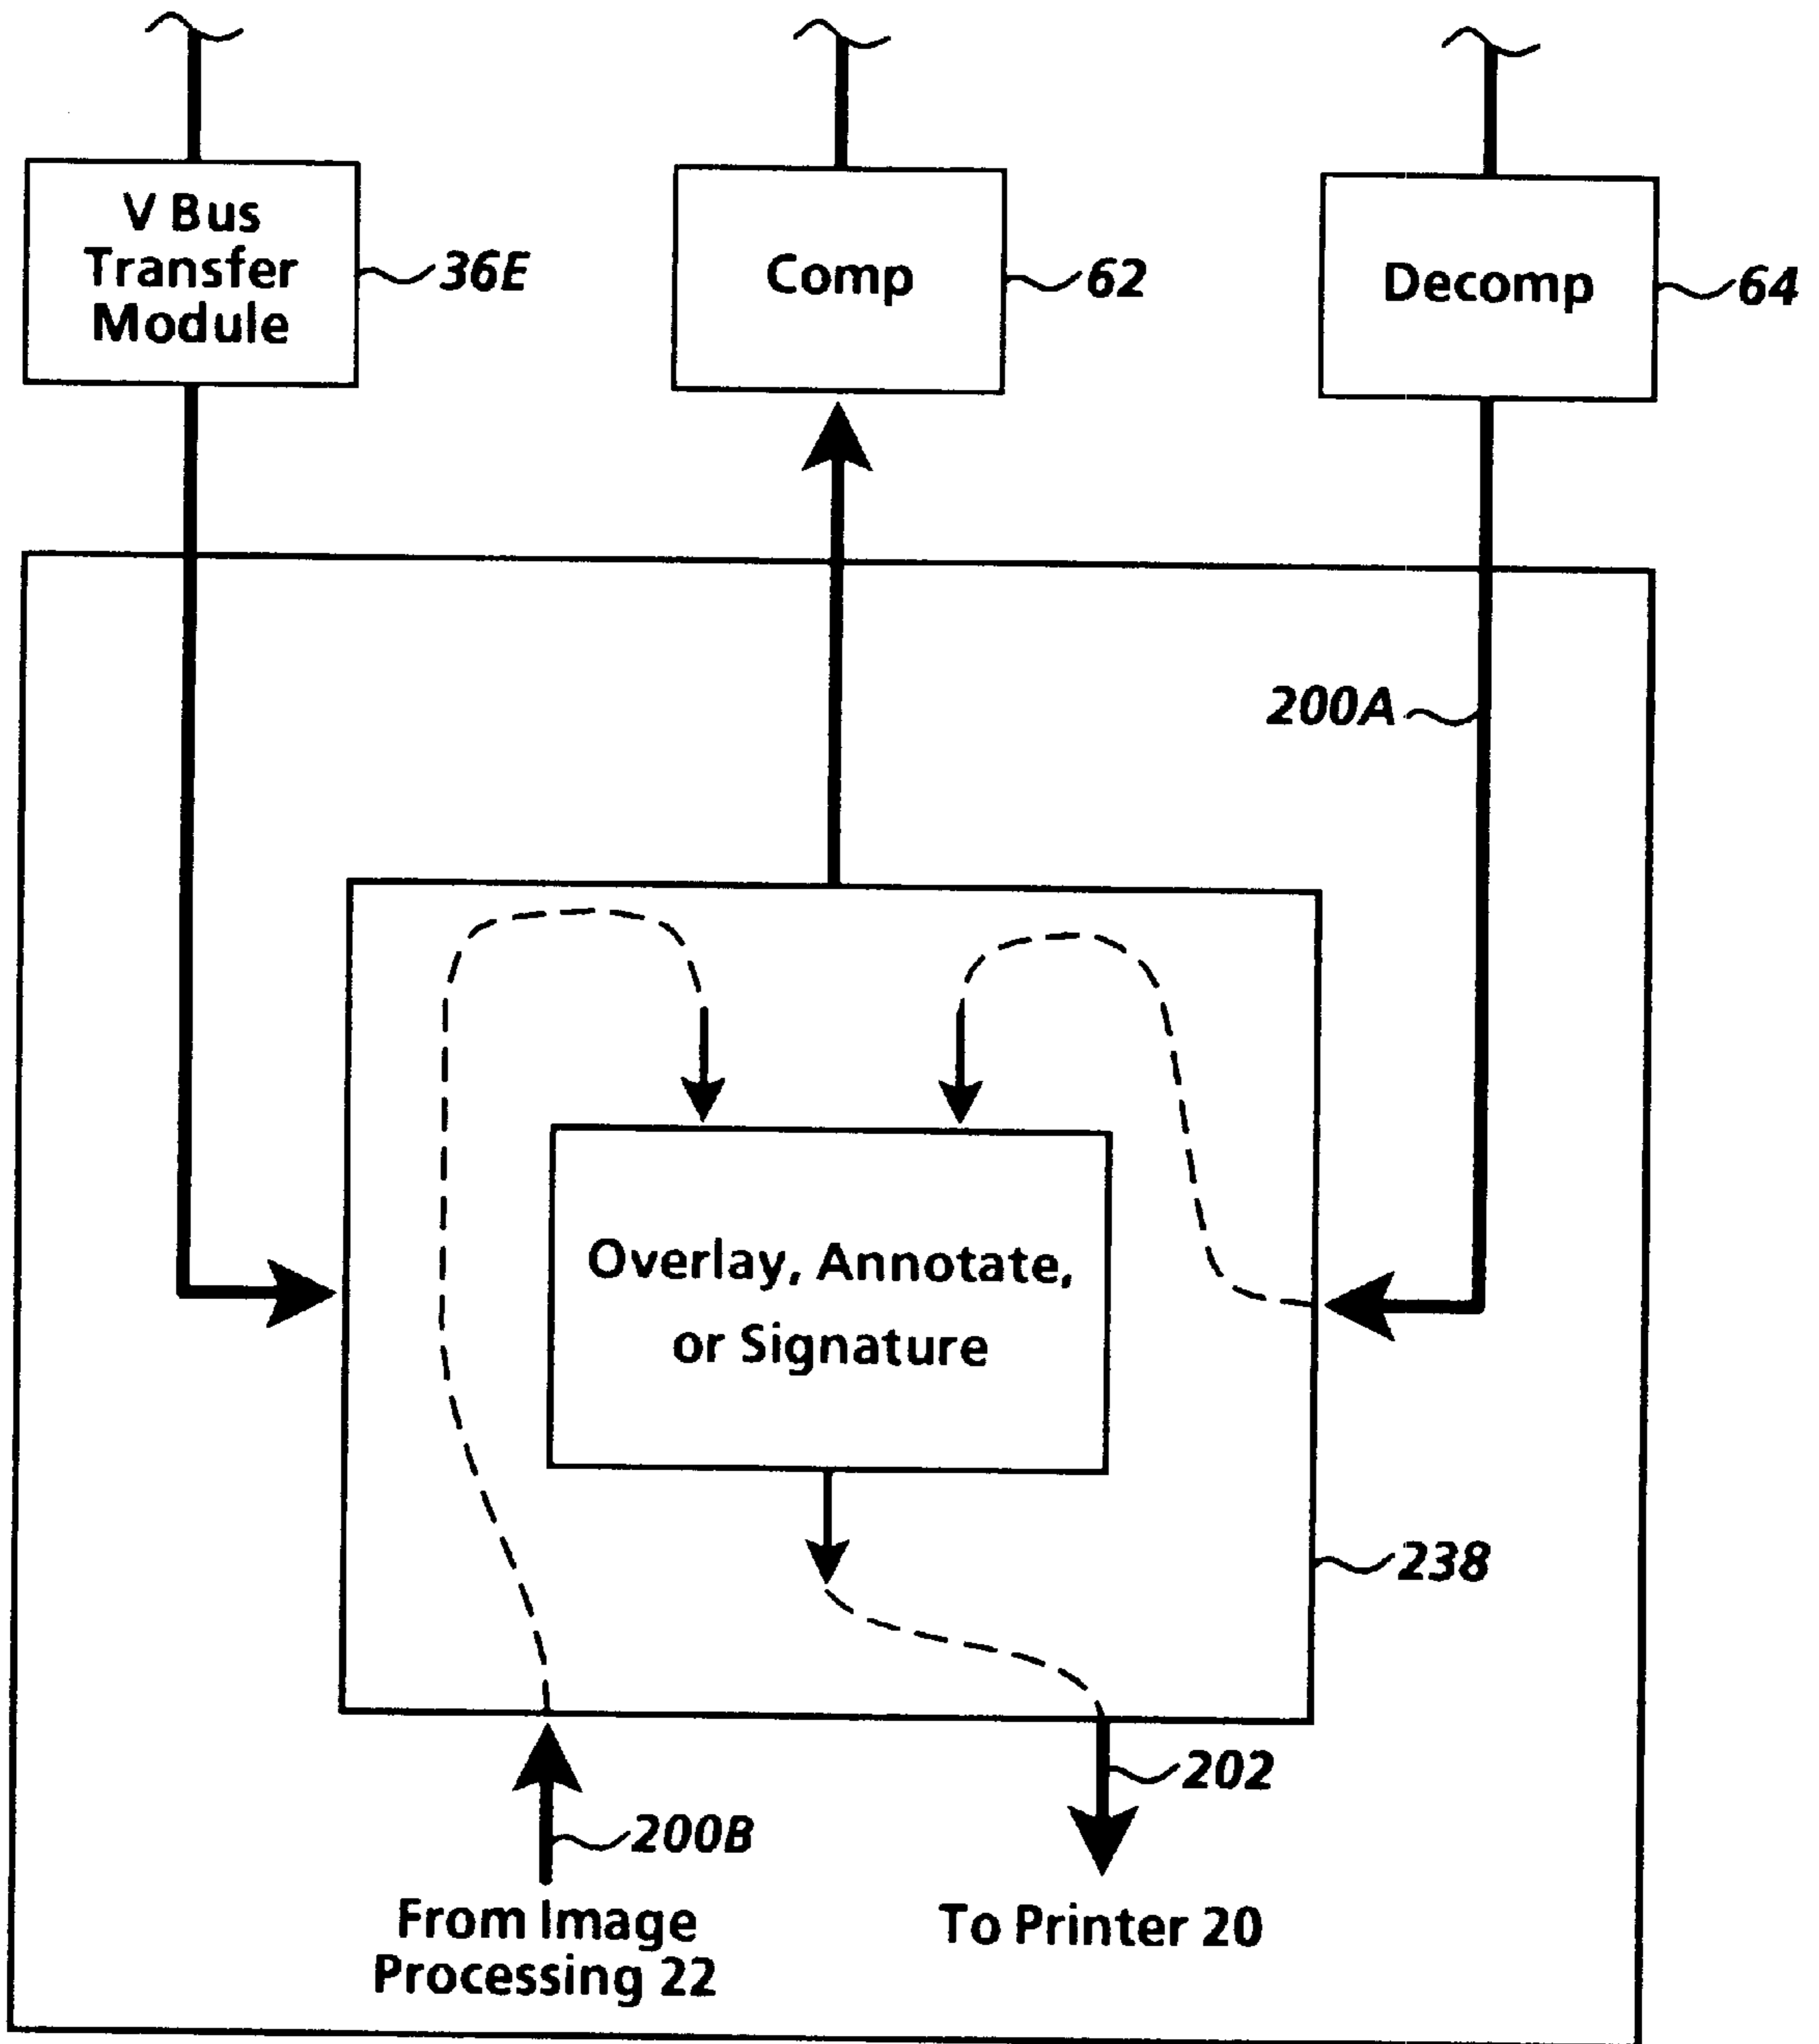 V Bus
Transfer
Module
36E
Comp
62
Decomp
64
200A
Overlay, Annotate,
or Signature
238
202
200B
From Image
Processing 22
To Printer 20